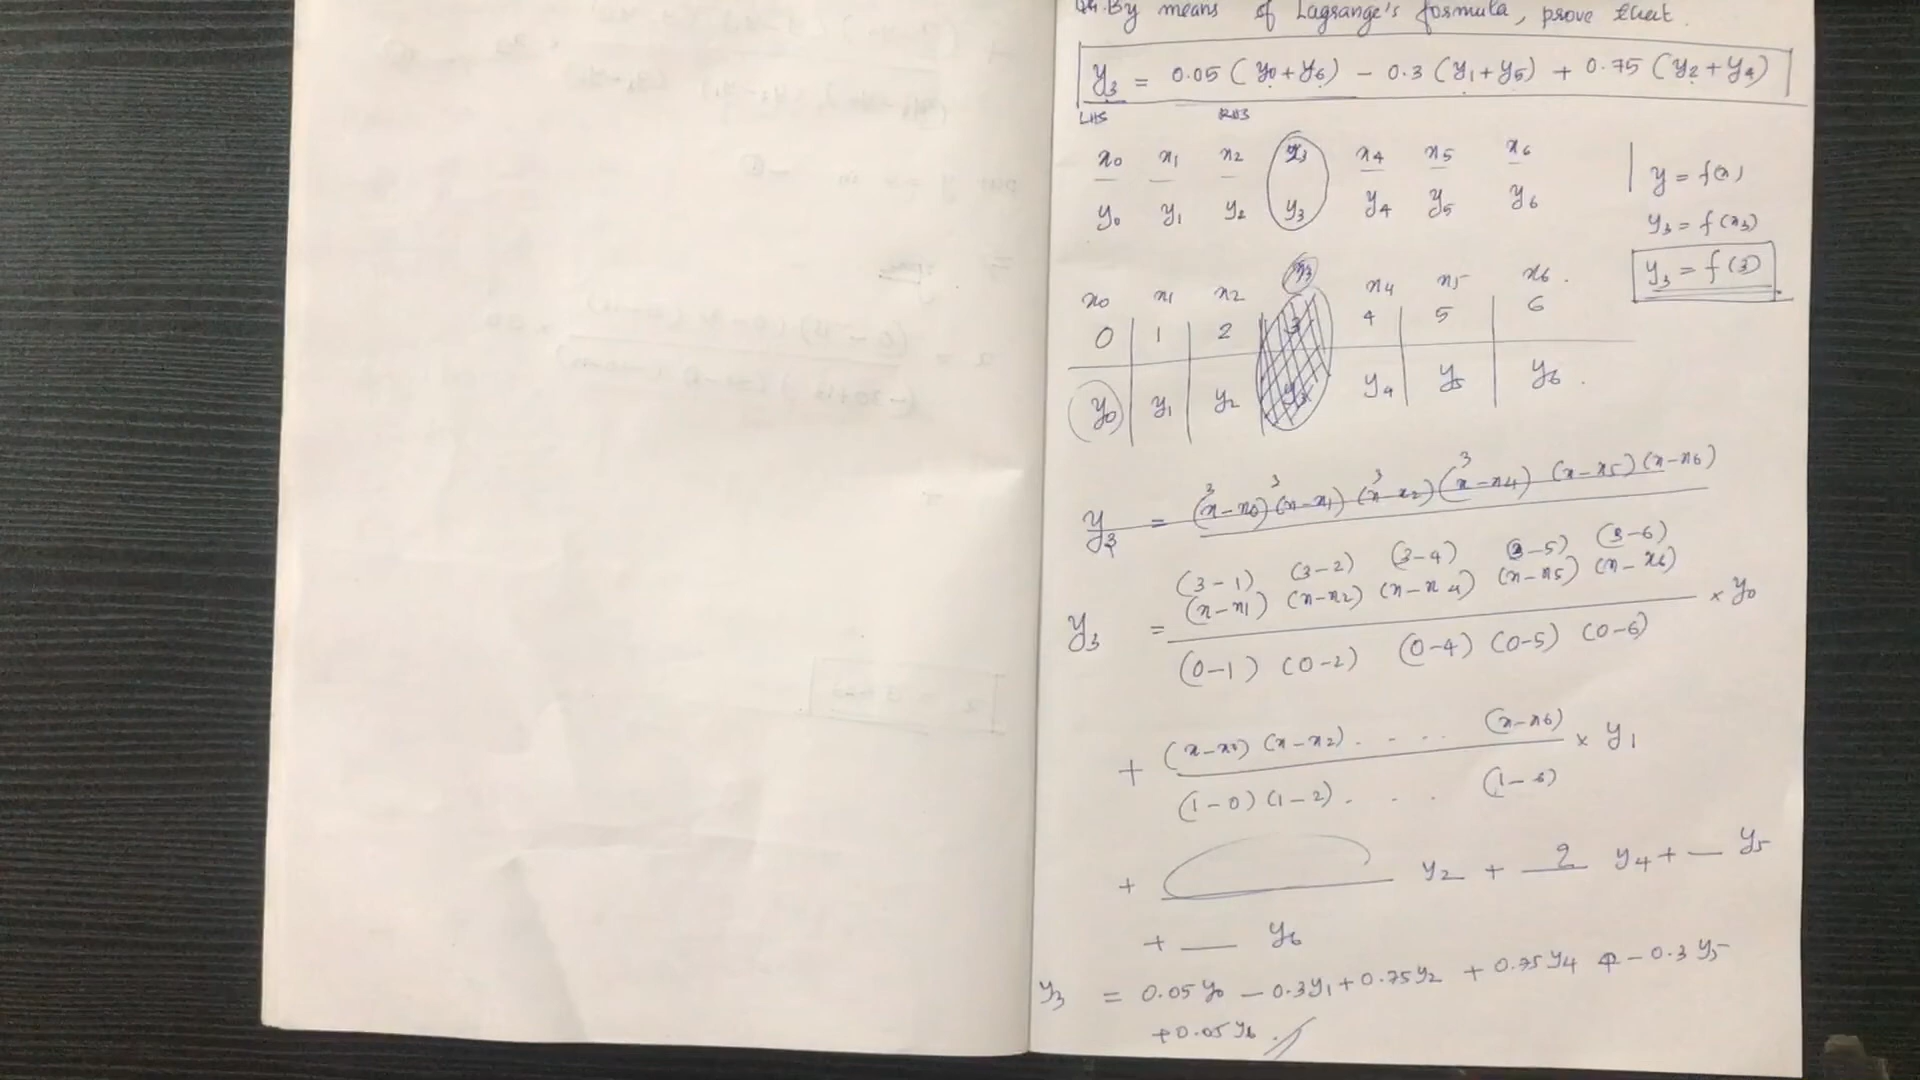 Q4. By means of Lagrange's formula, prove that.
y₃ = 0.05 (y₀+y₆) − 0.3 (y₁+y₅) + 0.75 (y₂+y₄)
LHS RHS
x₀ x₁ x₂ x₃ x₄ x₅ x₆
y₀ y₁ y₂ y₃ y₄ y₅ y₆
y = f(x)
y₃ = f(x₃)
y₃ = f(3)
x₀ x₁ x₂ x₃ x₄ x₅ x₆ .
0 1 2 3 4 5 6
y₀ y₁ y₂ y₃ y₄ y₅ y₆ .
3 3 3 3
y₃ = (x−x₀) (x−x₁) (x−x₂) (x−x₄) (x−x₅) (x−x₆)
(3−1) (3−2) (3−4) (3−5) (3−6)
(x−x₁) (x−x₂) (x−x₄) (x−x₅) (x−x₆)
y₃ = × y₀
(0−1) (0−2) (0−4) (0−5) (0−6)
+ (x−x₀) (x−x₂) . . . . (x−x₆) × y₁
(1−0) (1−2) . . . (1−6)
+ y₂ + 2 y₄ + — y₅
+ — y₆
y₃ = 0.05 y₀ − 0.3 y₁ + 0.75 y₂ + 0.75 y₄ − 0.3 y₅
+0.05 y₆ .